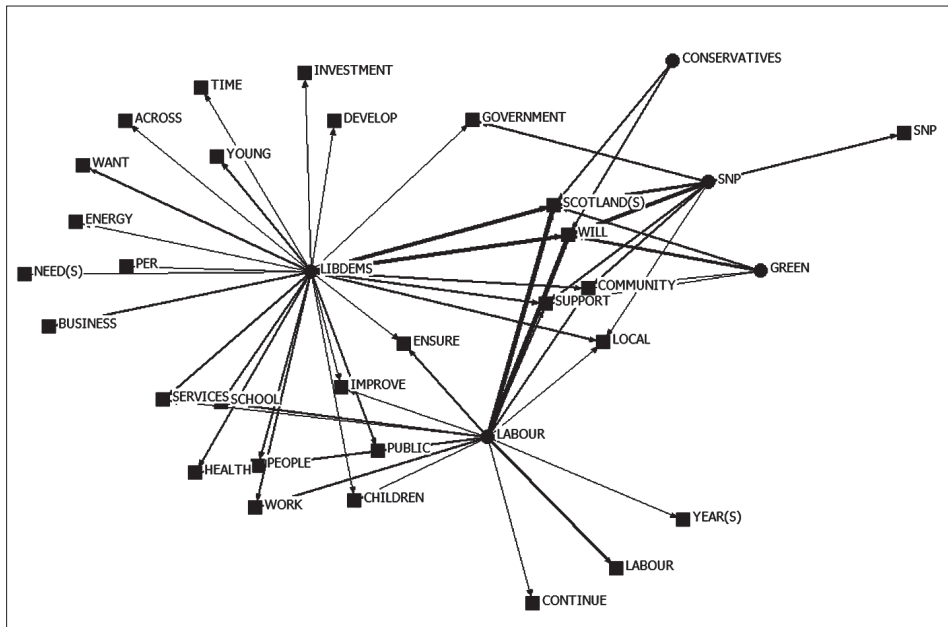 CONSERVATIVES
INVESTMENT
TIME
ACROSS
DEVELOP
GOVERNMENT
SNP
YOUNG
WANT
SNP
SCOTLAND(S)
ENERGY
WILL
PER
LIBDEMS
GREEN
NEED(S)
COMMUNITY
SUPPORT
BUSINESS
ENSURE
LOCAL
IMPROVE
SERVICES
SCHOOL
LABOUR
PUBLIC
PEOPLE
HEALTH
CHILDREN
WORK
YEAR(S)
LABOUR
CONTINUE